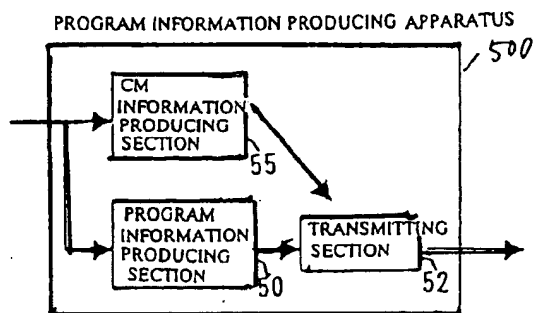 PROGRAM INFORMATION PRODUCING APPARATUS
500
CM
INFORMATION
PRODUCING
SECTION
55
PROGRAM
INFORMATION
PRODUCING
SECTION
50
TRANSMITTING
SECTION
52